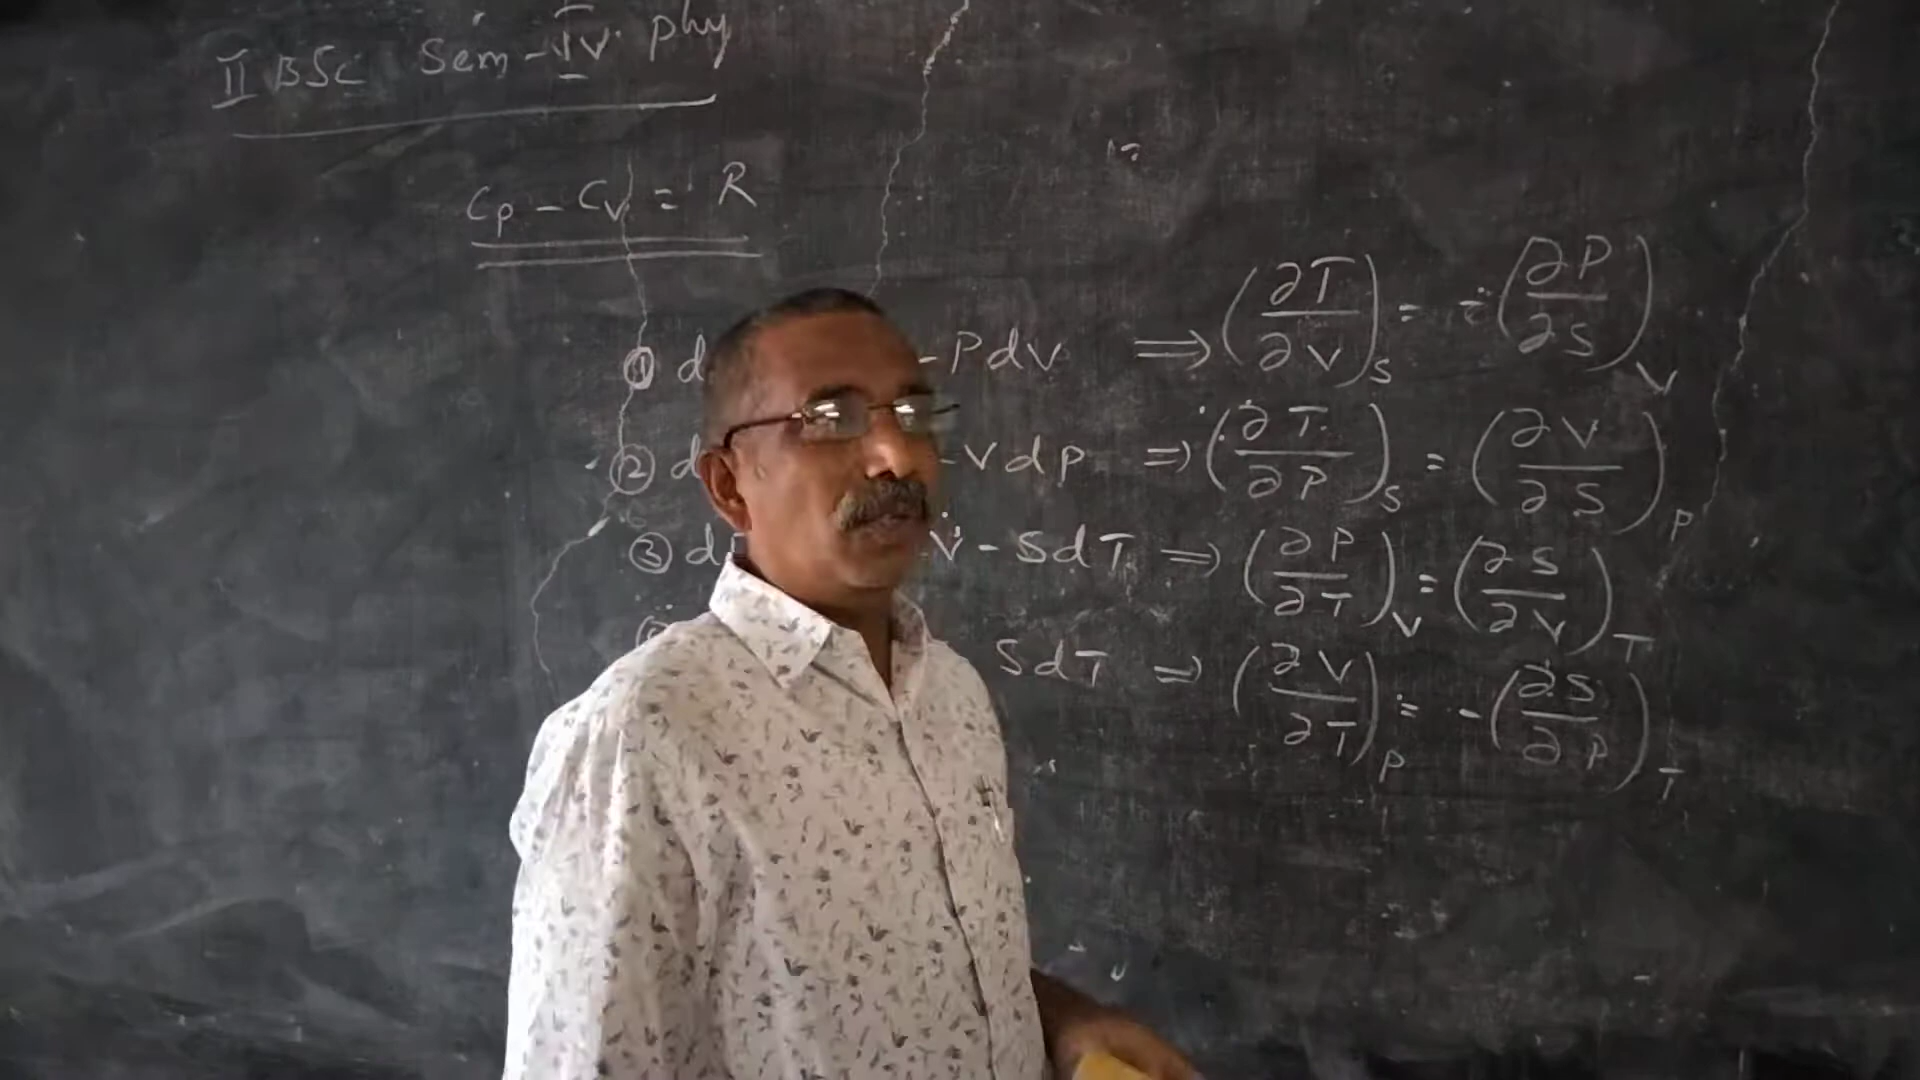 II BSc Sem-IV phy
Cp - Cv = R
① d - PdV ⟹ (∂T/∂V)S = -(∂P/∂S)V
② d - Vdp ⟹ (∂T/∂P)S = (∂V/∂S)P
③ d V - SdT ⟹ (∂P/∂T)V = (∂S/∂V)T
SdT ⟹ (∂V/∂T)P = -(∂S/∂P)T